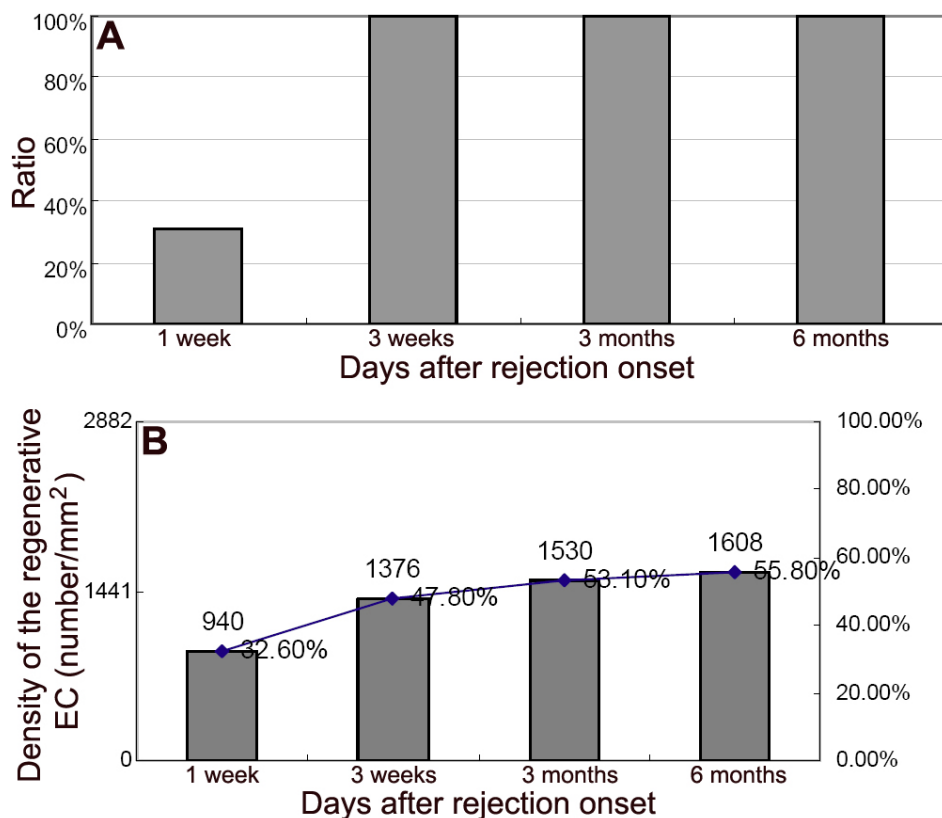 A
100%
80%
60%
40%
20%
0%
Ratio
1 week 3 weeks 3 months 6 months
Days after rejection onset
B
Density of the regenerative
EC (number/mm²)
2882
1441
0
100.00%
80.00%
60.00%
40.00%
20.00%
0.00%
940
32.60%
1376
47.80%
1530
53.10%
1608
55.80%
1 week 3 weeks 3 months 6 months
Days after rejection onset